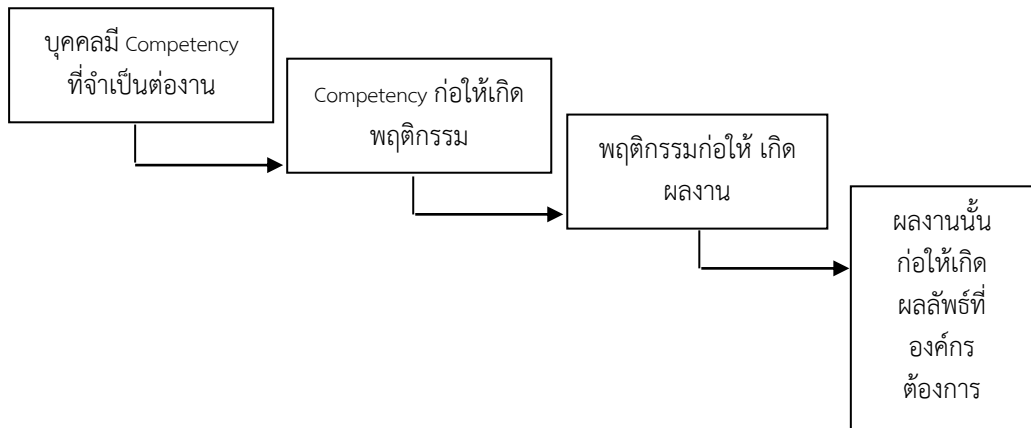 บุคคลมี Competency
ที่จำเป็นต่องาน
Competency ก่อให้เกิด
พฤติกรรม
พฤติกรรมก่อให้ เกิด
ผลงาน
ผลงานนั้น
ก่อให้เกิด
ผลลัพธ์ที่
องค์กร
ต้องการ